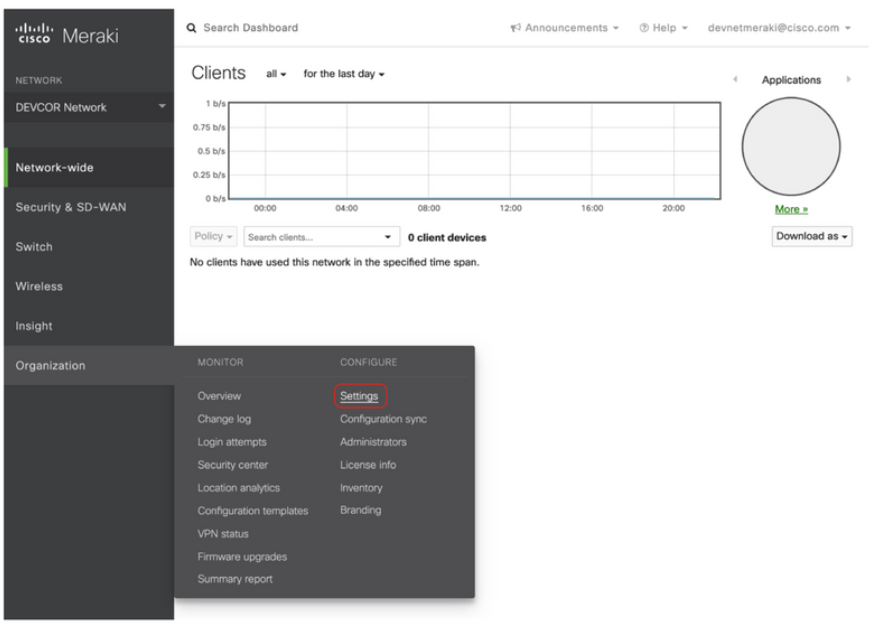 cisco Meraki
Search Dashboard
Announcements
Help
devnetmeraki@cisco.com
NETWORK
DEVCOR Network
Network-wide
Security & SD-WAN
Switch
Wireless
Insight
Organization
Clients all for the last day
Applications
1 b/s
0.75 b/s
0.5 b/s
0.25 b/s
0 b/s
00:00 04:00 08:00 12:00 16:00 20:00
More »
Policy Search clients... 0 client devices Download as
No clients have used this network in the specified time span.
MONITOR
Overview
Change log
Login attempts
Security center
Location analytics
Configuration templates
VPN status
Firmware upgrades
Summary report
CONFIGURE
Settings
Configuration sync
Administrators
License info
Inventory
Branding